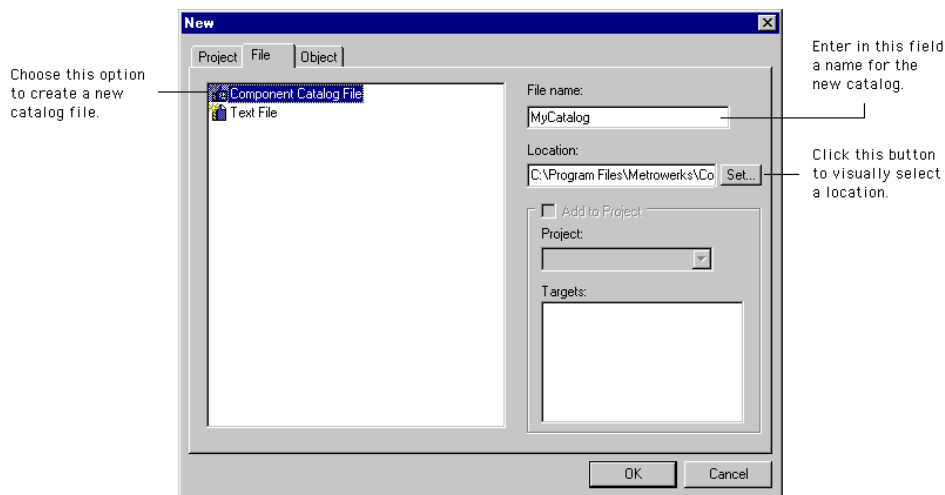 New
Project File Object
Choose this option
to create a new
catalog file.
Component Catalog File
Text File
File name:
MyCatalog
Location:
C:\Program Files\Metrowerks\Co Set...
Add to Project
Project:
Targets:
OK Cancel
Enter in this field
a name for the
new catalog.
Click this button
to visually select
a location.